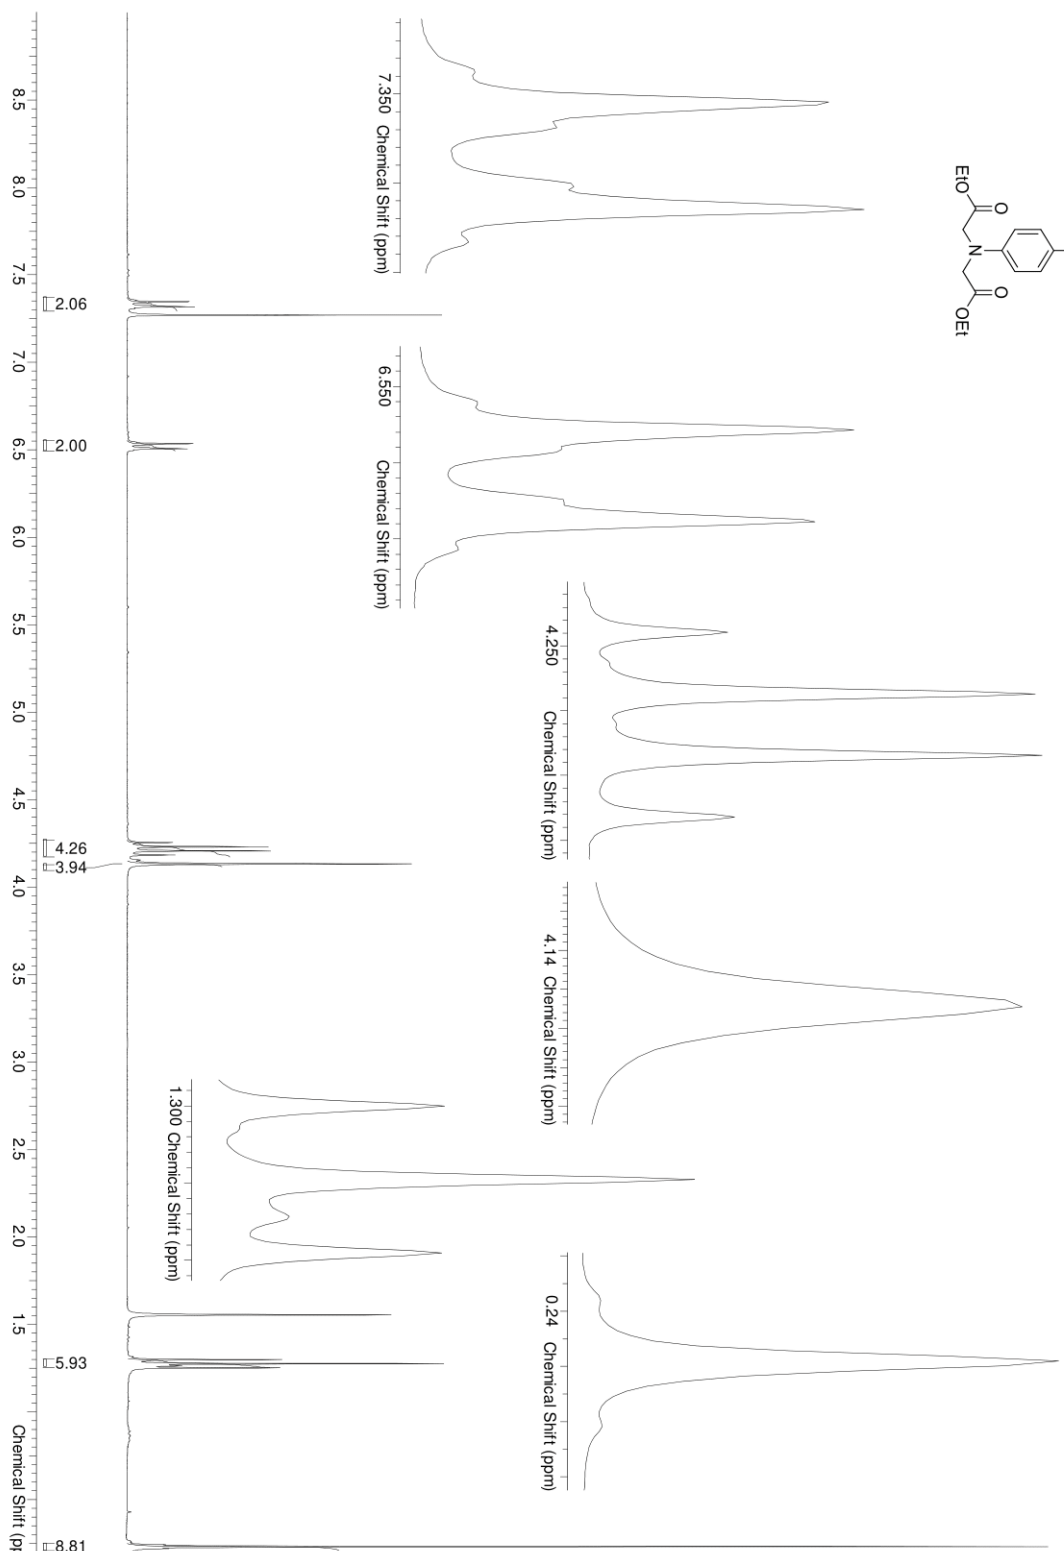 EtO
O
N
O
OEt
7.350 Chemical Shift (ppm)
6.550 Chemical Shift (ppm)
4.250 Chemical Shift (ppm)
4.14 Chemical Shift (ppm)
1.300 Chemical Shift (ppm)
0.24 Chemical Shift (ppm)
2.06
2.00
4.26
3.94
5.93
8.81
8.5 8.0 7.5 7.0 6.5 6.0 5.5 5.0 4.5 4.0 3.5 3.0 2.5 2.0 1.5 Chemical Shift (pp